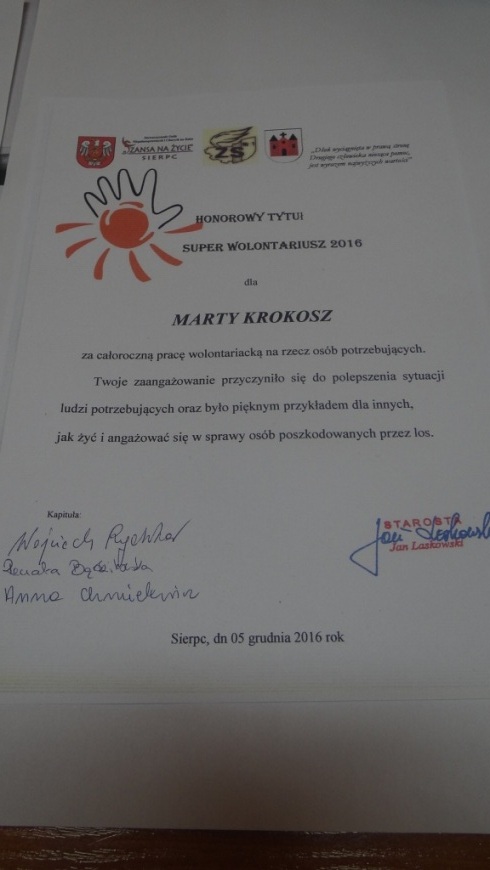 "SZANSA NA ŻYCIE"
SIERPC
ZS
HONOROWY TYTUŁ
SUPER WOLONTARIUSZ 2016
dla
MARTY KROKOSZ
za całoroczną pracę wolontariacką na rzecz osób potrzebujących.
Twoje zaangażowanie przyczyniło się do polepszenia sytuacji
ludzi potrzebujących oraz było pięknym przykładem dla innych,
jak żyć i angażować się w sprawy osób poszkodowanych przez los.
Kapituła:
Wojciech Rychter
Renata
Anna Chmielewicz
STAROSTA
Jan Laskowski
Sierpc, dn 05 grudnia 2016 rok